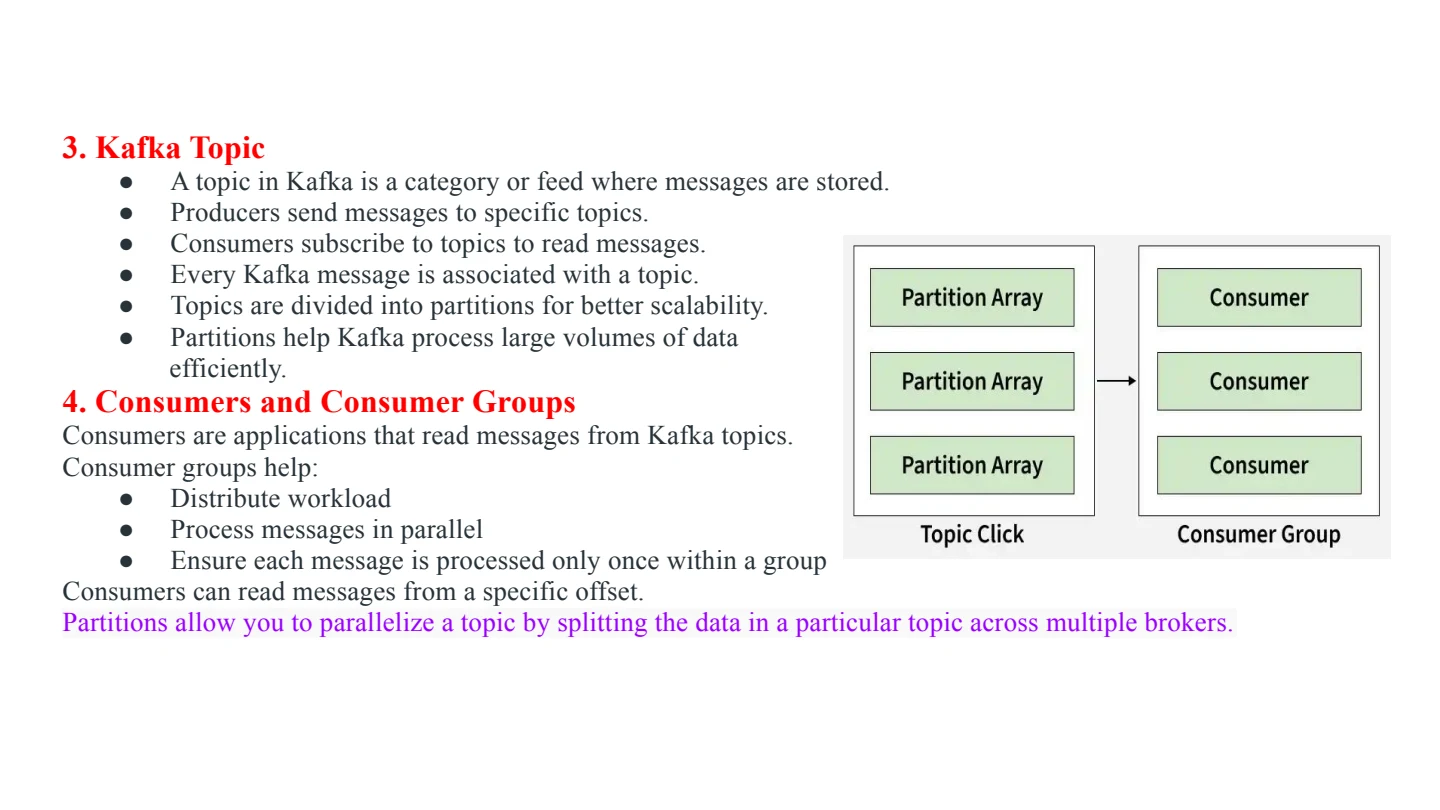 3. Kafka Topic
● A topic in Kafka is a category or feed where messages are stored.
● Producers send messages to specific topics.
● Consumers subscribe to topics to read messages.
● Every Kafka message is associated with a topic.
● Topics are divided into partitions for better scalability.
● Partitions help Kafka process large volumes of data
efficiently.
4. Consumers and Consumer Groups
Consumers are applications that read messages from Kafka topics.
Consumer groups help:
● Distribute workload
● Process messages in parallel
● Ensure each message is processed only once within a group
Consumers can read messages from a specific offset.
Partitions allow you to parallelize a topic by splitting the data in a particular topic across multiple brokers.
Partition Array
Partition Array
Partition Array
Topic Click
Consumer
Consumer
Consumer
Consumer Group